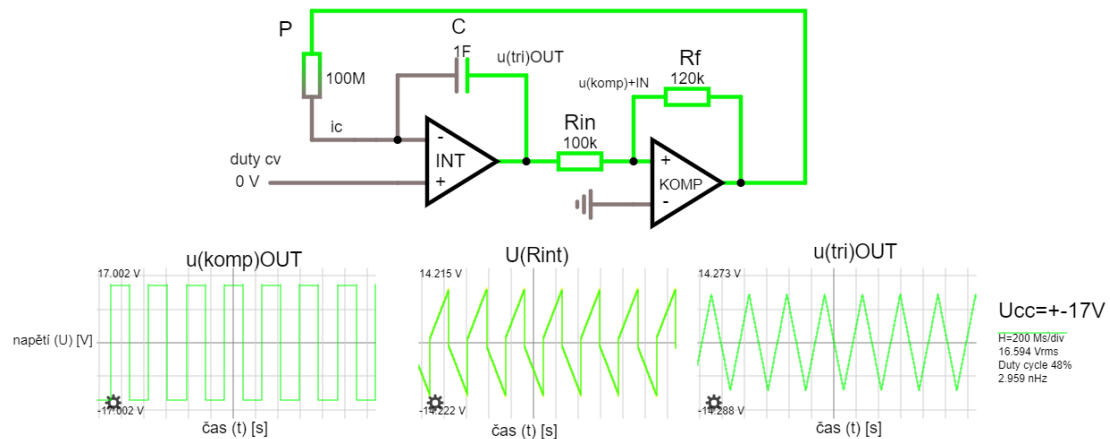 P
C
1F
u(tri)OUT
Rf
120k
u(komp)+IN
100M
ic
Rin
100k
-
INT
+
duty cv
0 V
+
KOMP
-
u(komp)OUT
U(Rint)
u(tri)OUT
17.002 V
14.215 V
14.273 V
Ucc=+-17V
napětí (U) [V]
H=200 Ms/div
16.594 Vrms
Duty cycle 48%
2.959 nHz
-17.002 V
-14.222 V
-14.288 V
čas (t) [s]
čas (t) [s]
čas (t) [s]